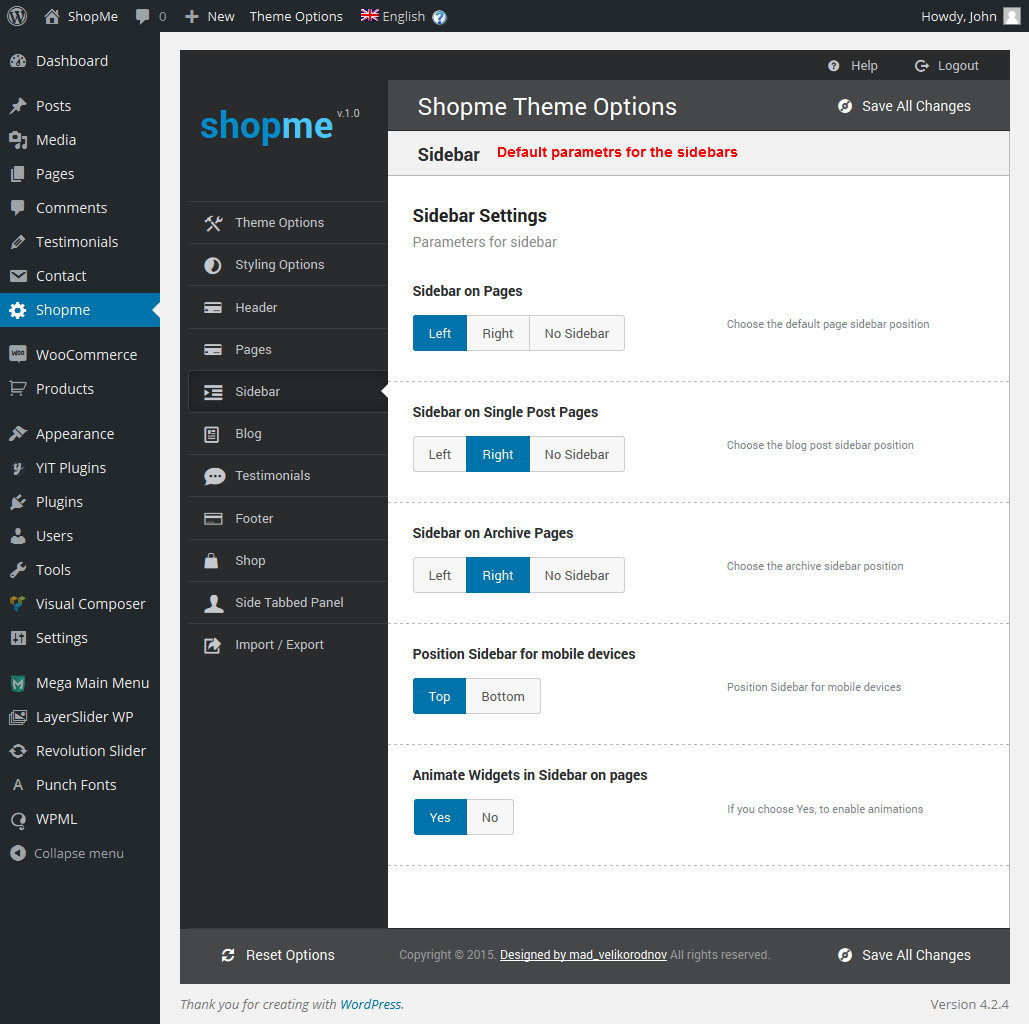 ShopMe 0 New Theme Options English Howdy, John
Dashboard
Posts
Media
Pages
Comments
Testimonials
Contact
Shopme
WooCommerce
Products
Appearance
YIT Plugins
Plugins
Users
Tools
Visual Composer
Settings
Mega Main Menu
LayerSlider WP
Revolution Slider
Punch Fonts
WPML
Collapse menu
Help Logout
shopme v.1.0
Shopme Theme Options Save All Changes
Sidebar Default parametrs for the sidebars
Theme Options
Styling Options
Header
Pages
Sidebar
Blog
Testimonials
Footer
Shop
Side Tabbed Panel
Import / Export
Sidebar Settings
Parameters for sidebar
Sidebar on Pages
Left Right No Sidebar
Choose the default page sidebar position
Sidebar on Single Post Pages
Left Right No Sidebar
Choose the blog post sidebar position
Sidebar on Archive Pages
Left Right No Sidebar
Choose the archive sidebar position
Position Sidebar for mobile devices
Top Bottom
Position Sidebar for mobile devices
Animate Widgets in Sidebar on pages
Yes No
If you choose Yes, to enable animations
Reset Options Copyright © 2015. Designed by mad_velikorodnov All rights reserved. Save All Changes
Thank you for creating with WordPress. Version 4.2.4